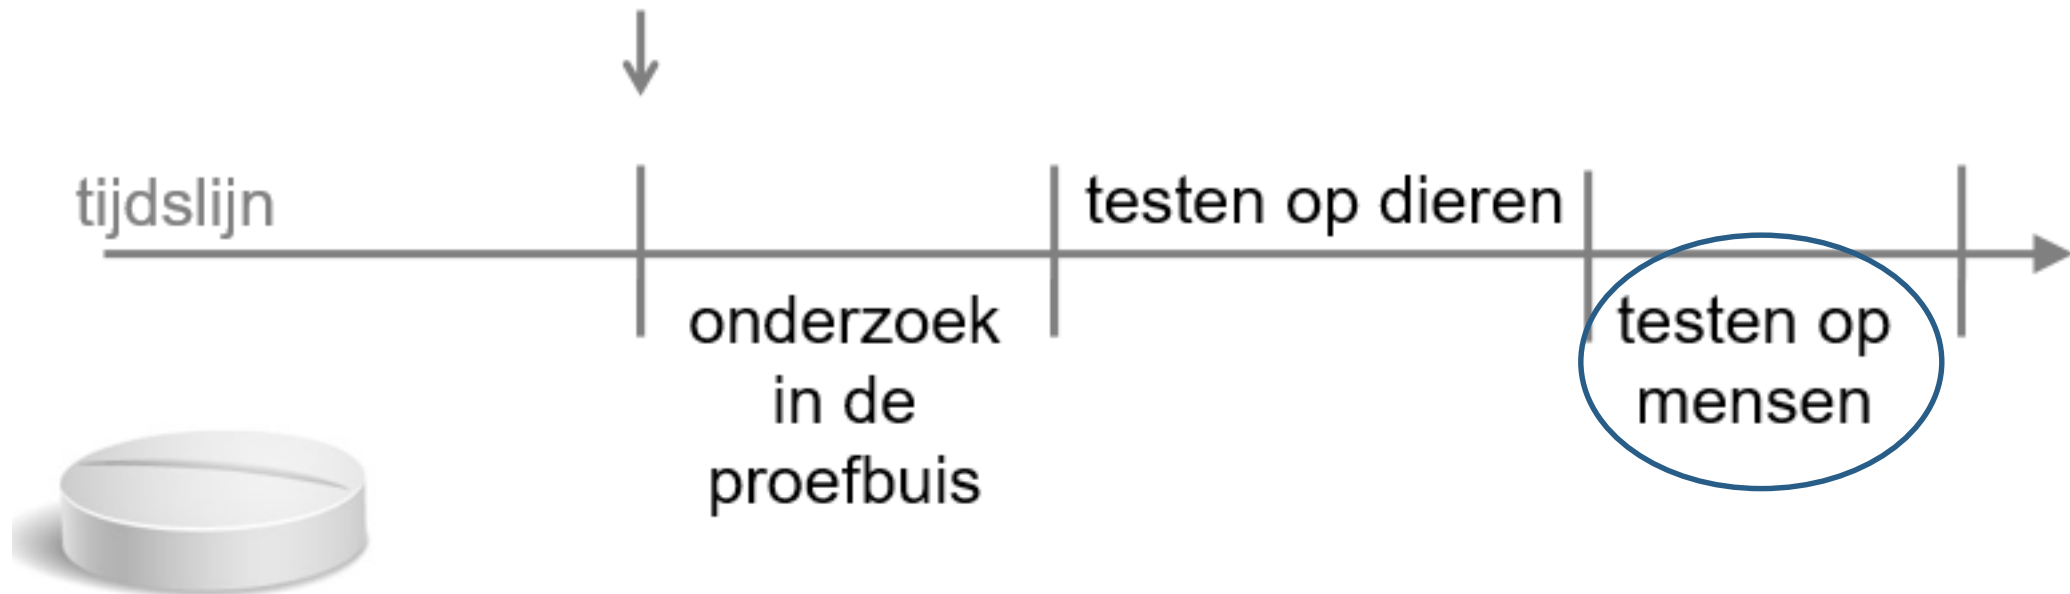 tijdslijn
testen op dieren
onderzoek
in de
proefbuis
testen op
mensen